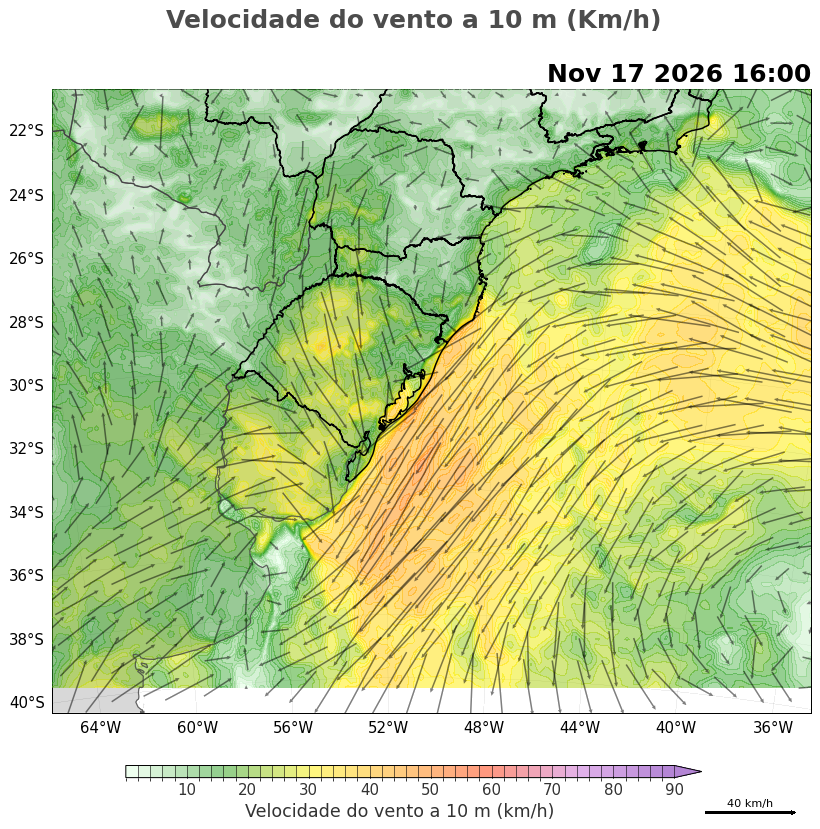 Velocidade do vento a 10 m (Km/h)
Nov 17 2026 16:00
22°S
24°S
26°S
28°S
30°S
32°S
34°S
36°S
38°S
40°S
64°W 60°W 56°W 52°W 48°W 44°W 40°W 36°W
10 20 30 40 50 60 70 80 90
Velocidade do vento a 10 m (km/h)
40 km/h